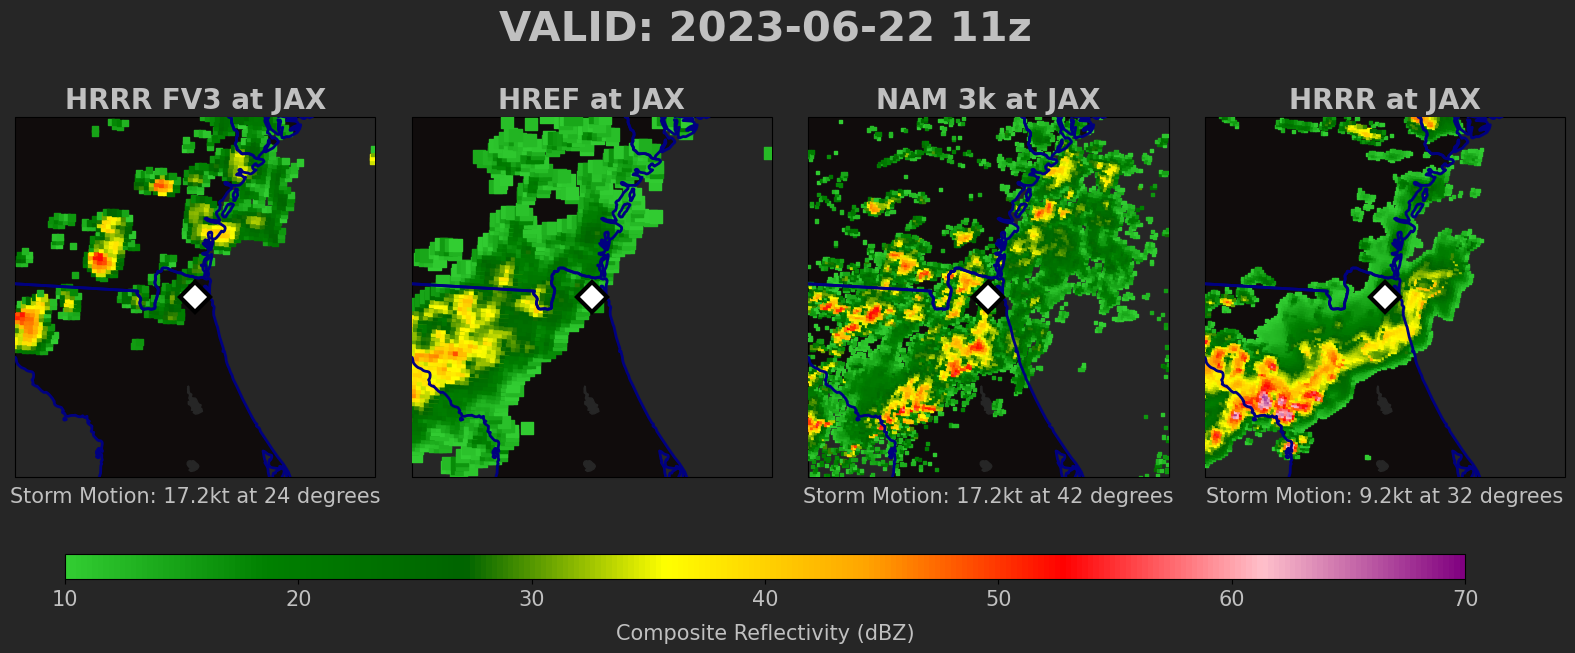 VALID: 2023-06-22 11z
HRRR FV3 at JAX
HREF at JAX
NAM 3k at JAX
HRRR at JAX
Storm Motion: 17.2kt at 24 degrees
Storm Motion: 17.2kt at 42 degrees
Storm Motion: 9.2kt at 32 degrees
10 20 30 40 50 60 70
Composite Reflectivity (dBZ)